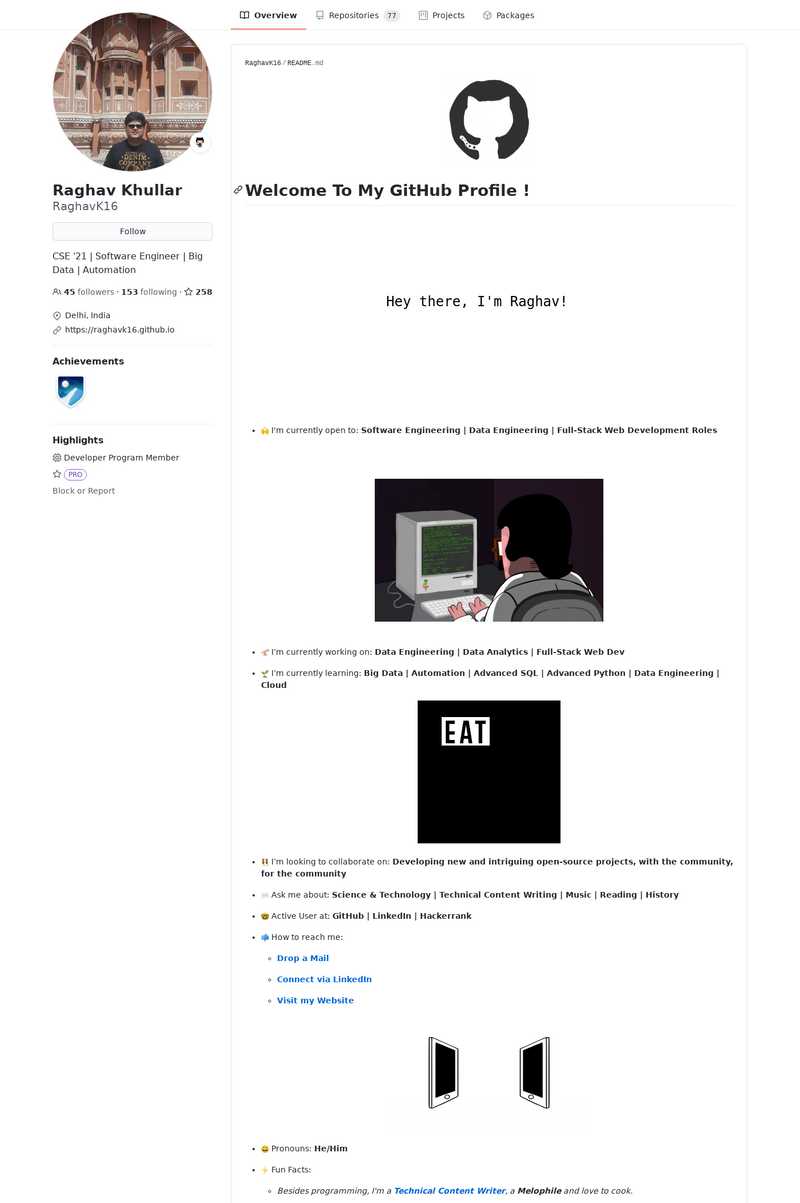 Overview
Repositories 77
Projects
Packages
DENIM
COMPANY
Raghav Khullar
RaghavK16
Follow
CSE '21 | Software Engineer | Big
Data | Automation
45 followers · 153 following · 258
Delhi, India
https://raghavk16.github.io
Achievements
Highlights
Developer Program Member
PRO
Block or Report
RaghavK16 / README.md
Welcome To My GitHub Profile !
Hey there, I'm Raghav!
• 🙌 I'm currently open to: Software Engineering | Data Engineering | Full-Stack Web Development Roles
• I'm currently working on: Data Engineering | Data Analytics | Full-Stack Web Dev
• 🌱 I'm currently learning: Big Data | Automation | Advanced SQL | Advanced Python | Data Engineering |
Cloud
EAT
• I'm looking to collaborate on: Developing new and intriguing open-source projects, with the community,
for the community
• Ask me about: Science & Technology | Technical Content Writing | Music | Reading | History
• 🤓 Active User at: GitHub | LinkedIn | Hackerrank
• How to reach me:
◦ Drop a Mail
◦ Connect via LinkedIn
◦ Visit my Website
• 😄 Pronouns: He/Him
• ⚡ Fun Facts:
◦ Besides programming, I'm a Technical Content Writer, a Melophile and love to cook.